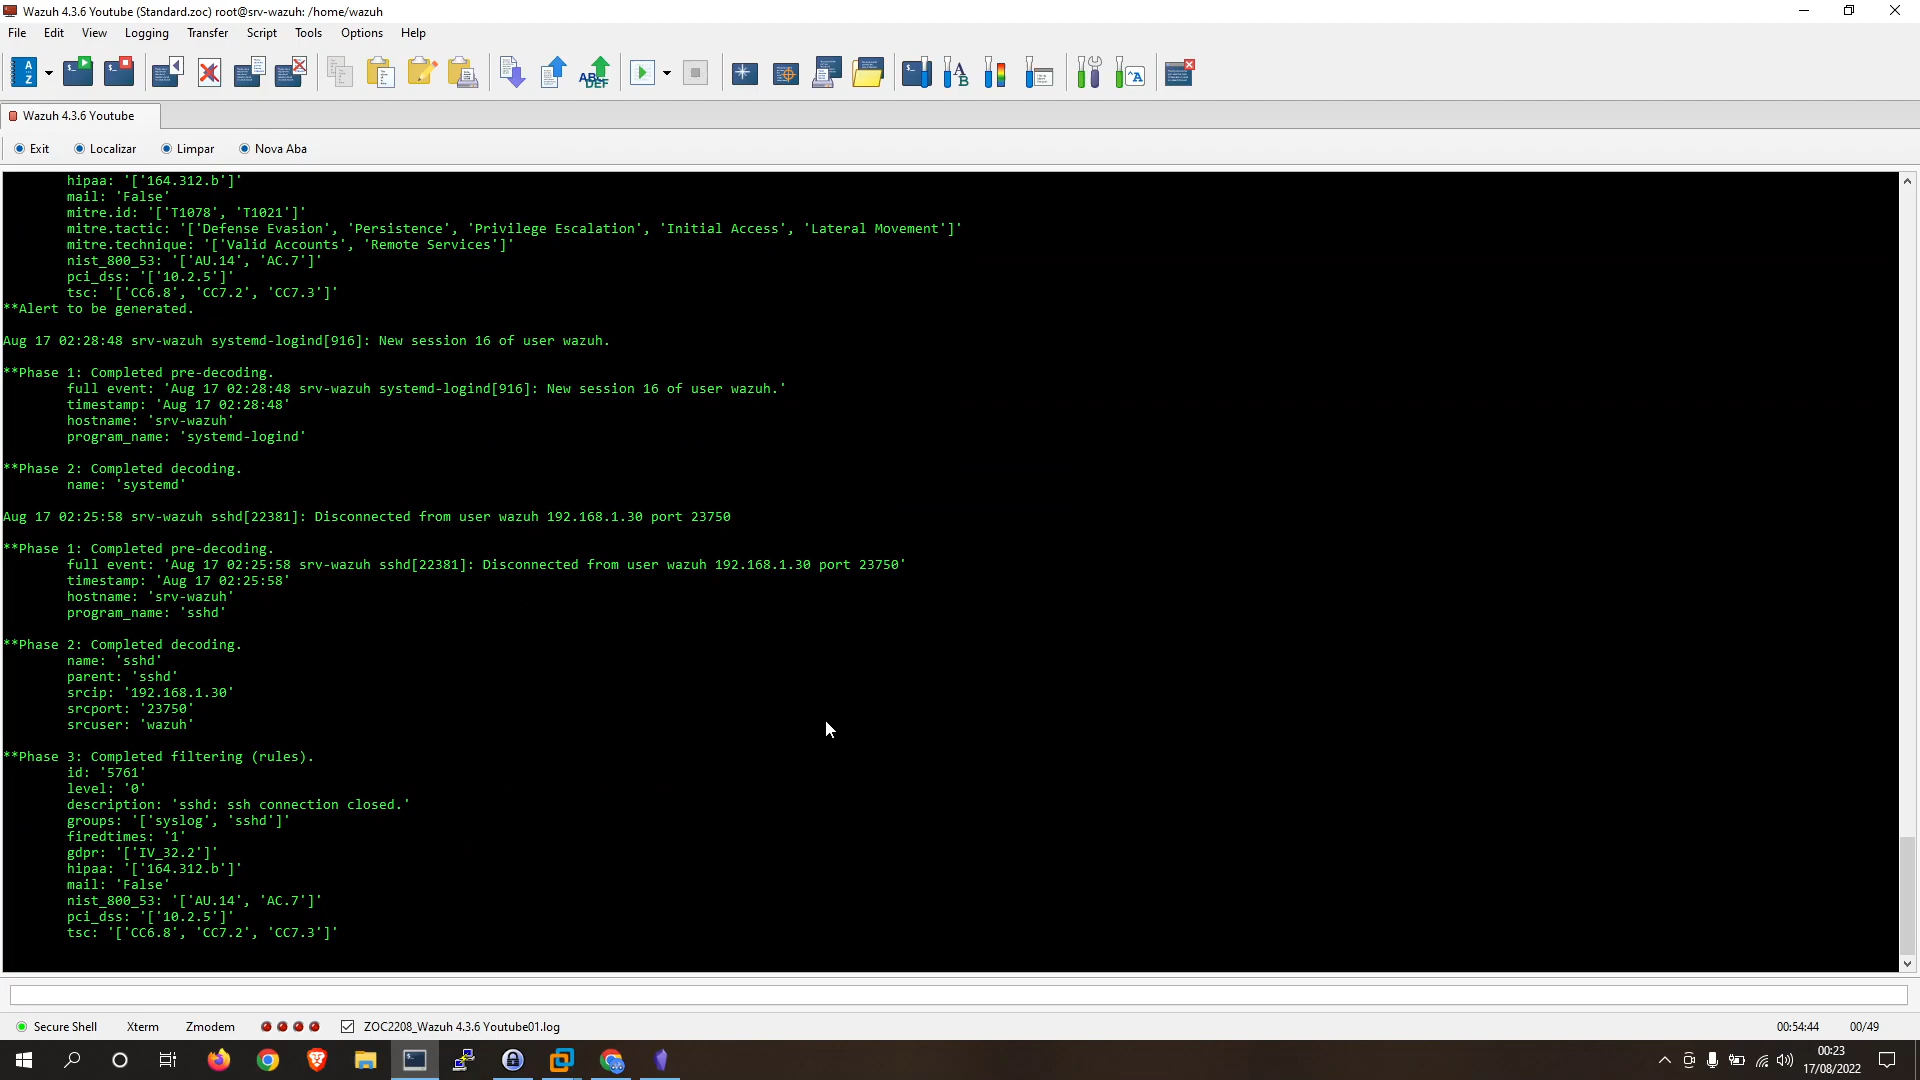 Wazuh 4.3.6 Youtube (Standard.zoc) root@srv-wazuh: /home/wazuh
File Edit View Logging Transfer Script Tools Options Help
Wazuh 4.3.6 Youtube
Exit Localizar Limpar Nova Aba
hipaa: '['164.312.b']'
mail: 'False'
mitre.id: '['T1078', 'T1021']'
mitre.tactic: '['Defense Evasion', 'Persistence', 'Privilege Escalation', 'Initial Access', 'Lateral Movement']'
mitre.technique: '['Valid Accounts', 'Remote Services']'
nist_800_53: '['AU.14', 'AC.7']'
pci_dss: '['10.2.5']'
tsc: '['CC6.8', 'CC7.2', 'CC7.3']'
**Alert to be generated.
Aug 17 02:28:48 srv-wazuh systemd-logind[916]: New session 16 of user wazuh.
**Phase 1: Completed pre-decoding.
full event: 'Aug 17 02:28:48 srv-wazuh systemd-logind[916]: New session 16 of user wazuh.'
timestamp: 'Aug 17 02:28:48'
hostname: 'srv-wazuh'
program_name: 'systemd-logind'
**Phase 2: Completed decoding.
name: 'systemd'
Aug 17 02:25:58 srv-wazuh sshd[22381]: Disconnected from user wazuh 192.168.1.30 port 23750
**Phase 1: Completed pre-decoding.
full event: 'Aug 17 02:25:58 srv-wazuh sshd[22381]: Disconnected from user wazuh 192.168.1.30 port 23750'
timestamp: 'Aug 17 02:25:58'
hostname: 'srv-wazuh'
program_name: 'sshd'
**Phase 2: Completed decoding.
name: 'sshd'
parent: 'sshd'
srcip: '192.168.1.30'
srcport: '23750'
srcuser: 'wazuh'
**Phase 3: Completed filtering (rules).
id: '5761'
level: '0'
description: 'sshd: ssh connection closed.'
groups: '['syslog', 'sshd']'
firedtimes: '1'
gdpr: '['IV_32.2']'
hipaa: '['164.312.b']'
mail: 'False'
nist_800_53: '['AU.14', 'AC.7']'
pci_dss: '['10.2.5']'
tsc: '['CC6.8', 'CC7.2', 'CC7.3']'
Secure Shell Xterm Zmodem ZOC2208_Wazuh 4.3.6 Youtube01.log 00:54:44 00/49
00:23
17/08/2022